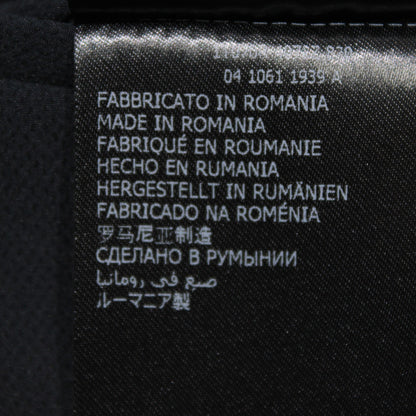 04 1061 1939 A
FABBRICATO IN ROMANIA
MADE IN ROMANIA
FABRIQUÉ EN ROUMANIE
HECHO EN RUMANIA
HERGESTELLT IN RUMÄNIEN
FABRICADO NA ROMÉNIA
罗马尼亚制造
СДЕЛАНО В РУМЫНИИ
صنع في رومانيا
ルーマニア製